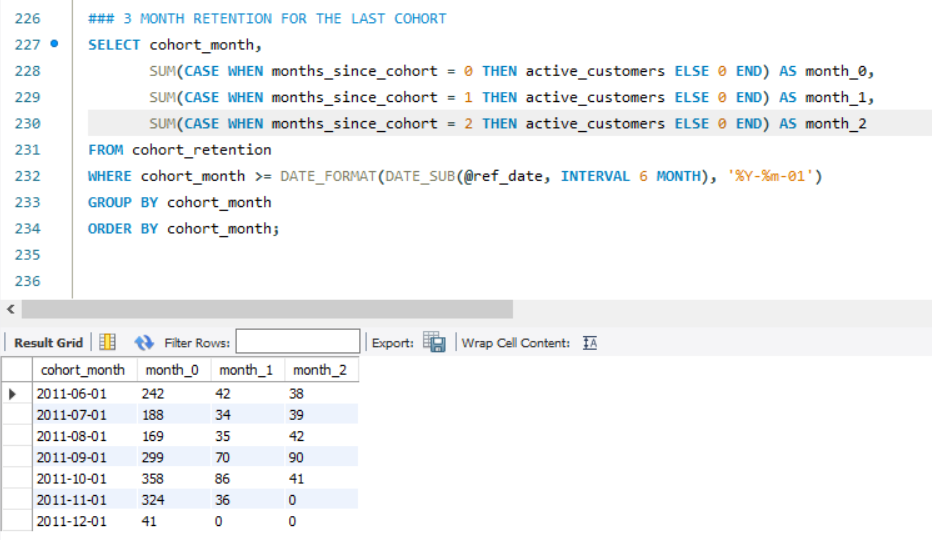 226 ### 3 MONTH RETENTION FOR THE LAST COHORT
227 SELECT cohort_month,
228 SUM(CASE WHEN months_since_cohort = 0 THEN active_customers ELSE 0 END) AS month_0,
229 SUM(CASE WHEN months_since_cohort = 1 THEN active_customers ELSE 0 END) AS month_1,
230 SUM(CASE WHEN months_since_cohort = 2 THEN active_customers ELSE 0 END) AS month_2
231 FROM cohort_retention
232 WHERE cohort_month >= DATE_FORMAT(DATE_SUB(@ref_date, INTERVAL 6 MONTH), '%Y-%m-01')
233 GROUP BY cohort_month
234 ORDER BY cohort_month;
235
236
Result Grid Filter Rows: Export: Wrap Cell Content: IA
cohort_month month_0 month_1 month_2
2011-06-01 242 42 38
2011-07-01 188 34 39
2011-08-01 169 35 42
2011-09-01 299 70 90
2011-10-01 358 86 41
2011-11-01 324 36 0
2011-12-01 41 0 0